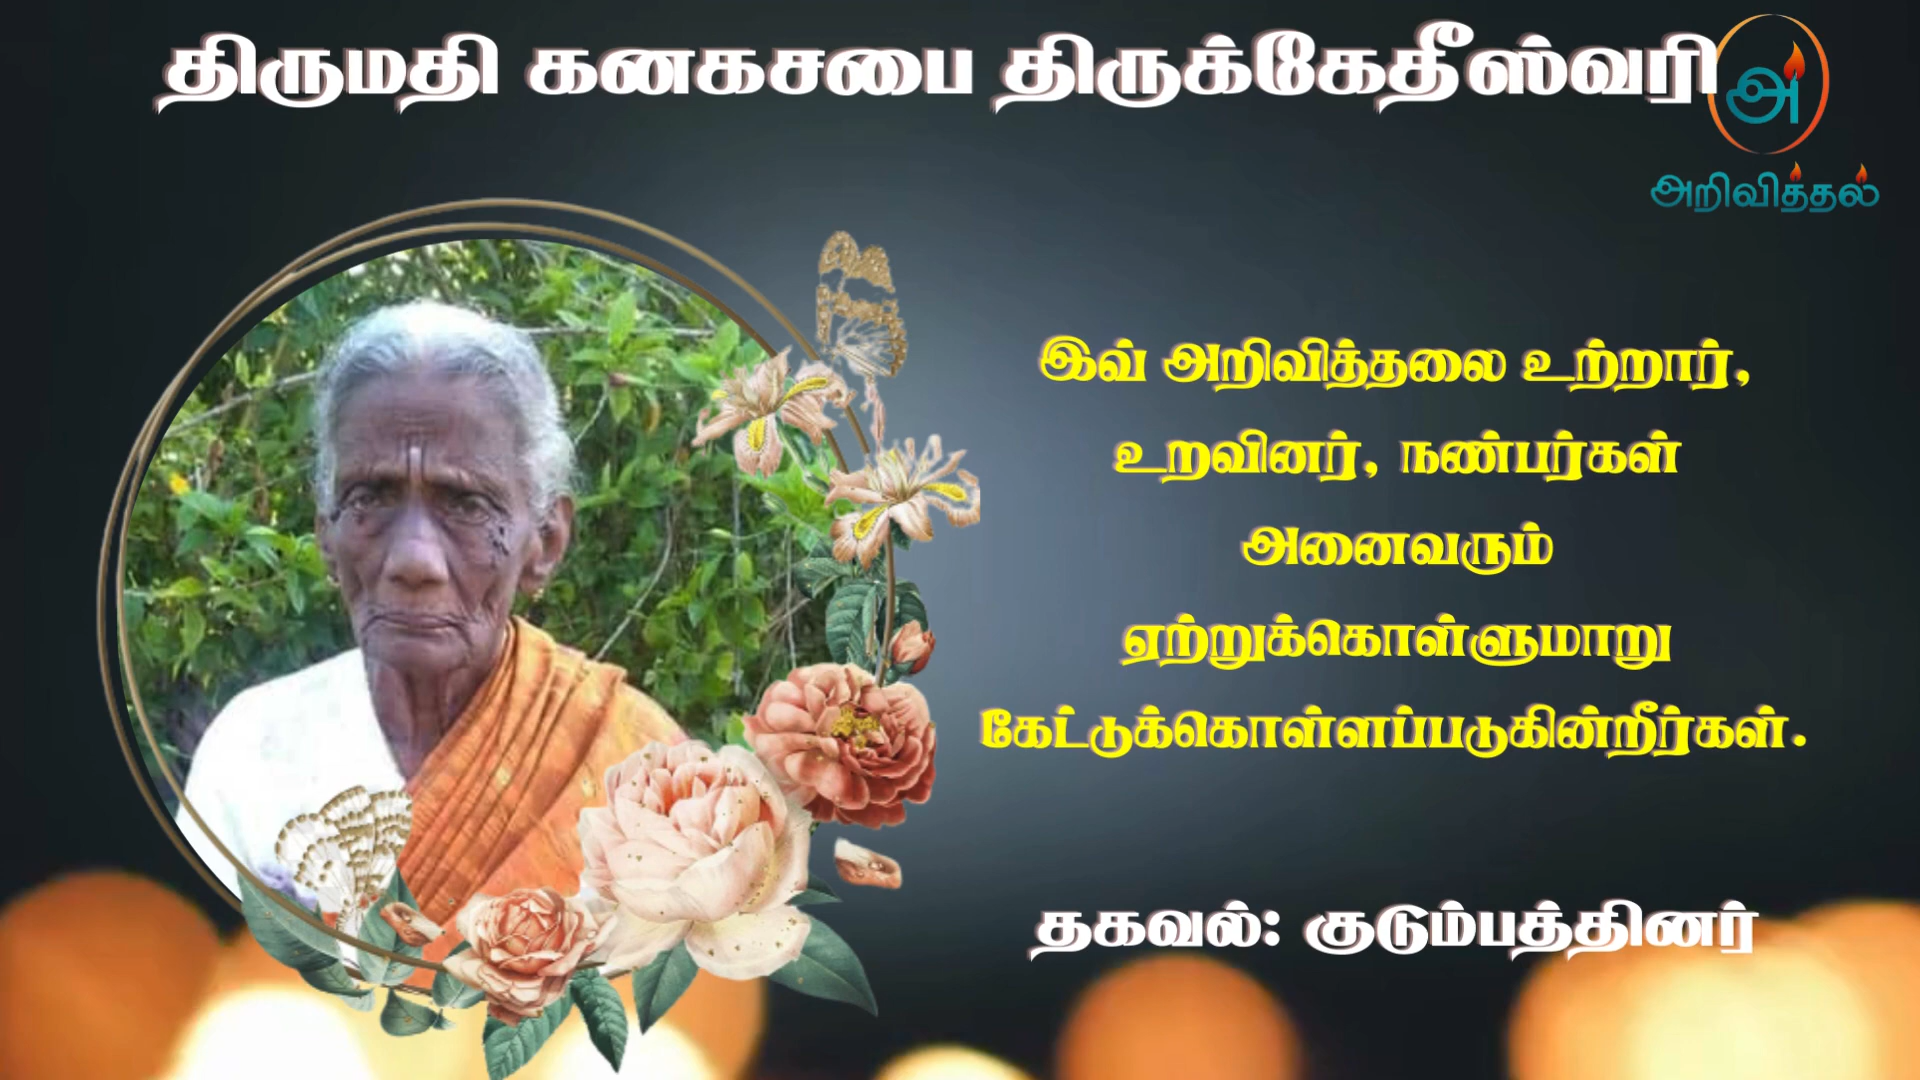 திருமதி கனகசபை திருக்கேதீஸ்வரி
அ
அறிவித்தல்
இவ் அறிவித்தலை உற்றார்,
உறவினர், நண்பர்கள்
அனைவரும்
ஏற்றுக்கொள்ளுமாறு
கேட்டுக்கொள்ளப்படுகின்றீர்கள்.
தகவல்: குடும்பத்தினர்